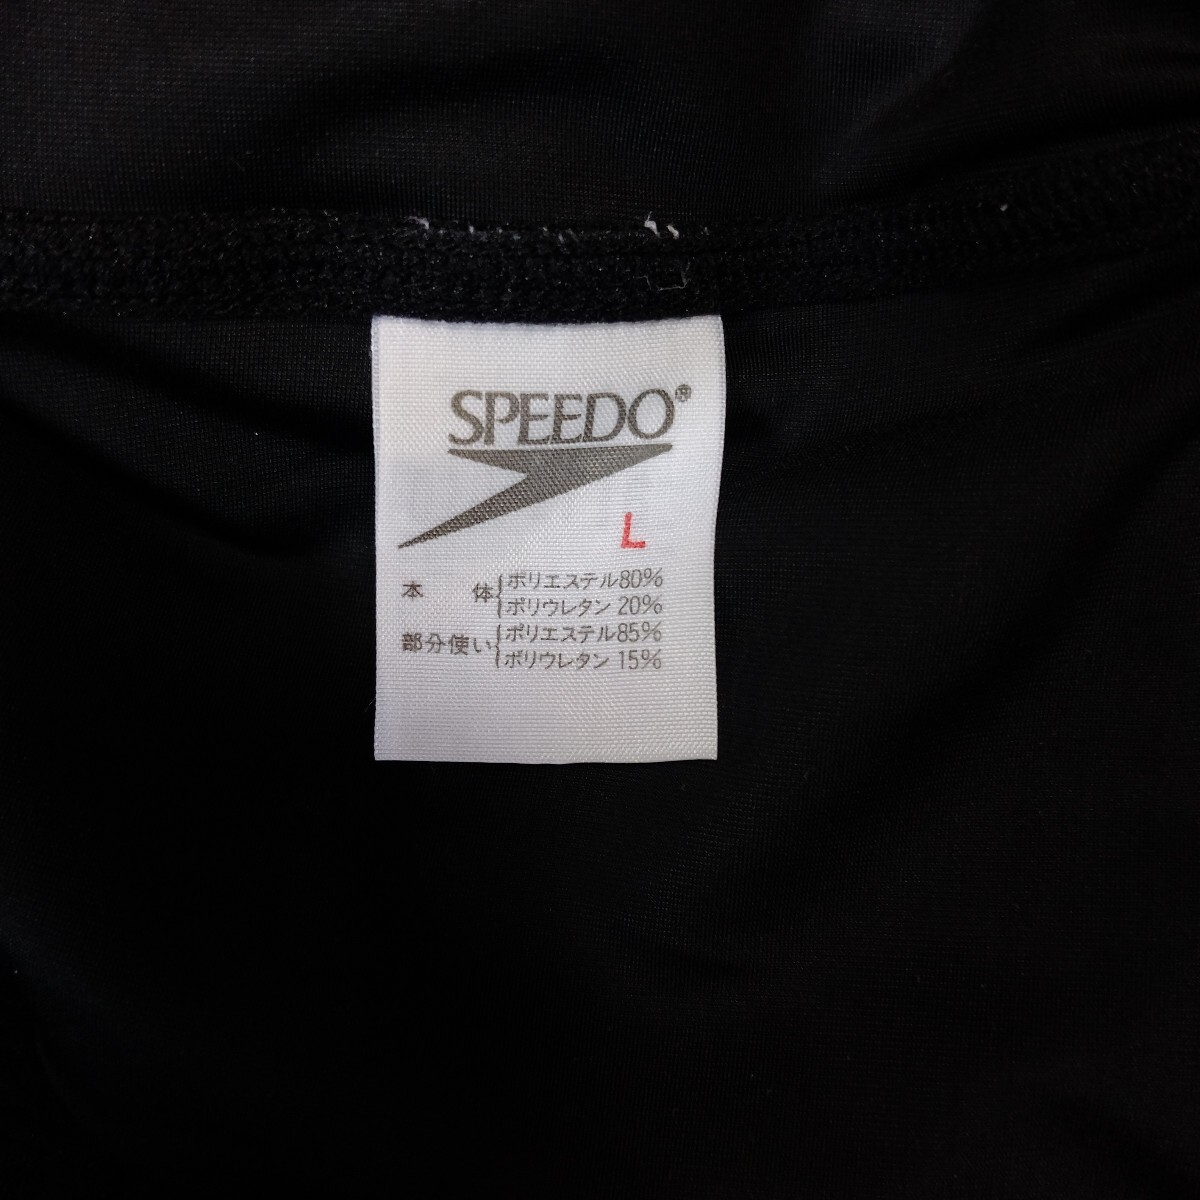 SPEEDO®
L
本　体 ポリエステル80%
ポリウレタン 20%
部分使い ポリエステル85%
ポリウレタン 15%